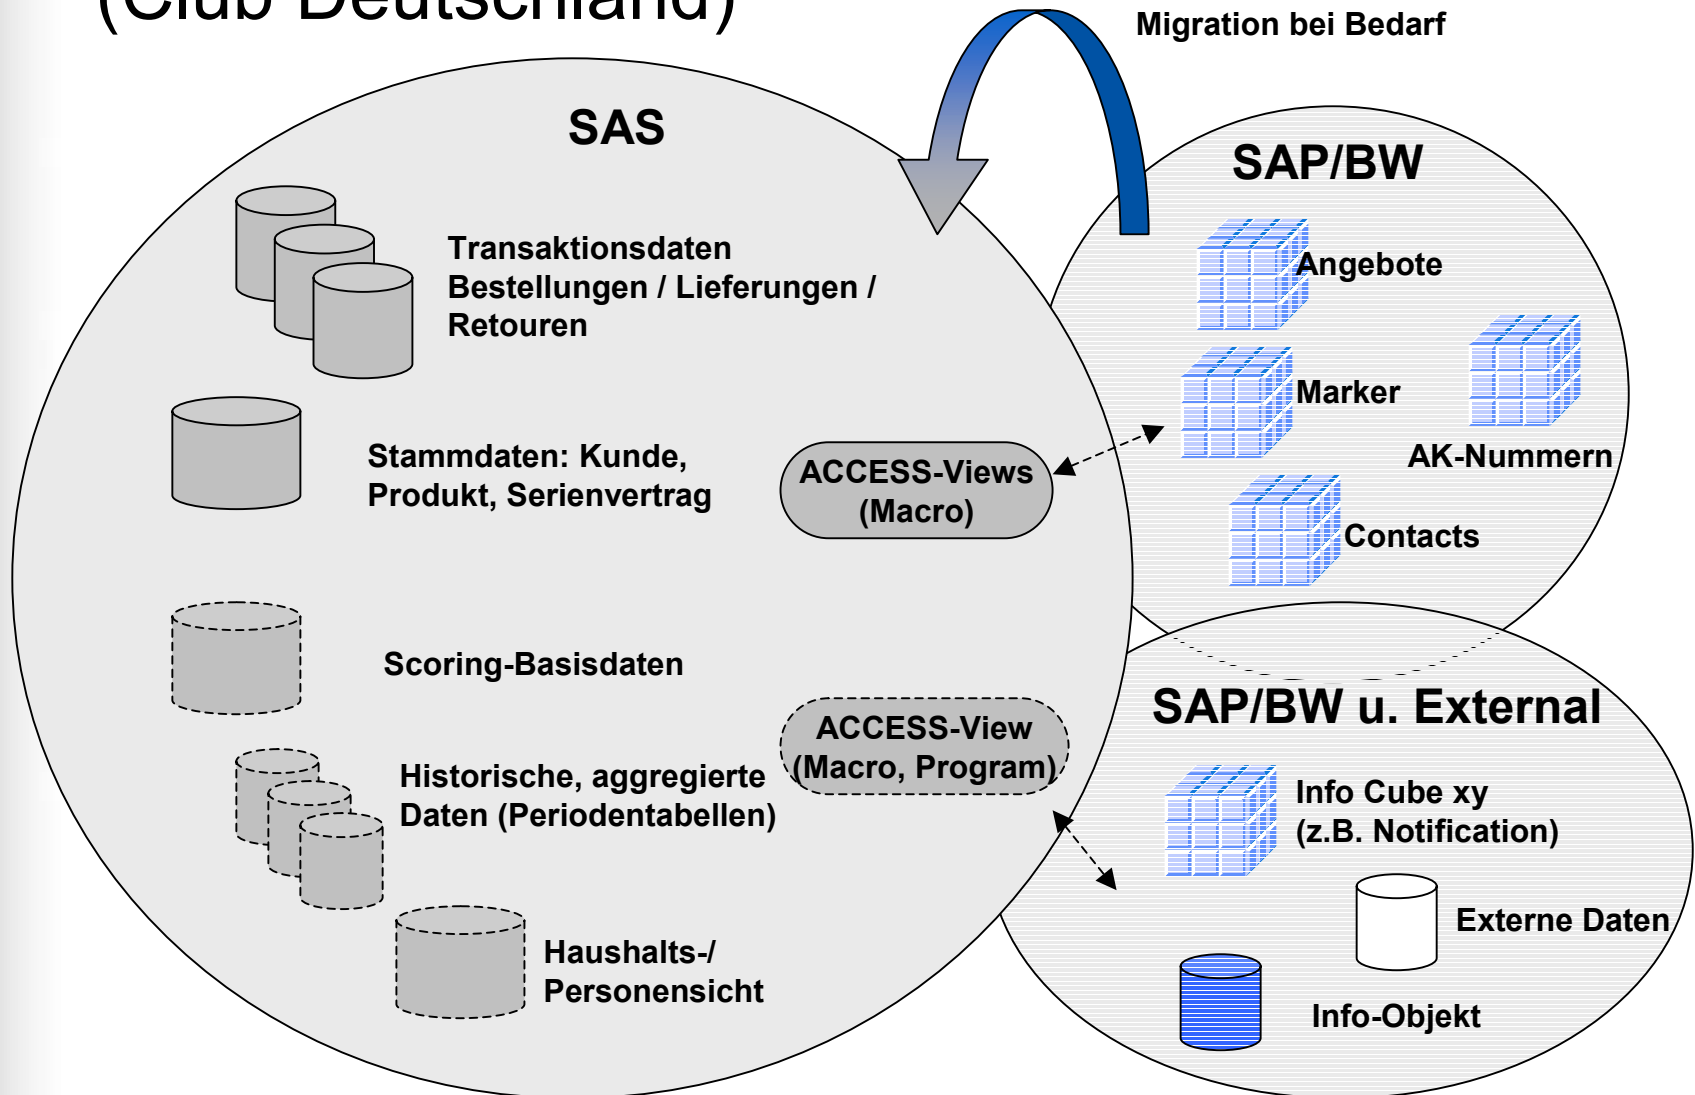 (Club Deutschland)
Migration bei Bedarf
SAS
Transaktionsdaten
Bestellungen / Lieferungen /
Retouren
Stammdaten: Kunde,
Produkt, Serienvertrag
ACCESS-Views
(Macro)
Scoring-Basisdaten
ACCESS-View
(Macro, Program)
Historische, aggregierte
Daten (Periodentabellen)
Haushalts-/
Personensicht
SAP/BW
Angebote
Marker
AK-Nummern
Contacts
SAP/BW u. External
Info Cube xy
(z.B. Notification)
Externe Daten
Info-Objekt